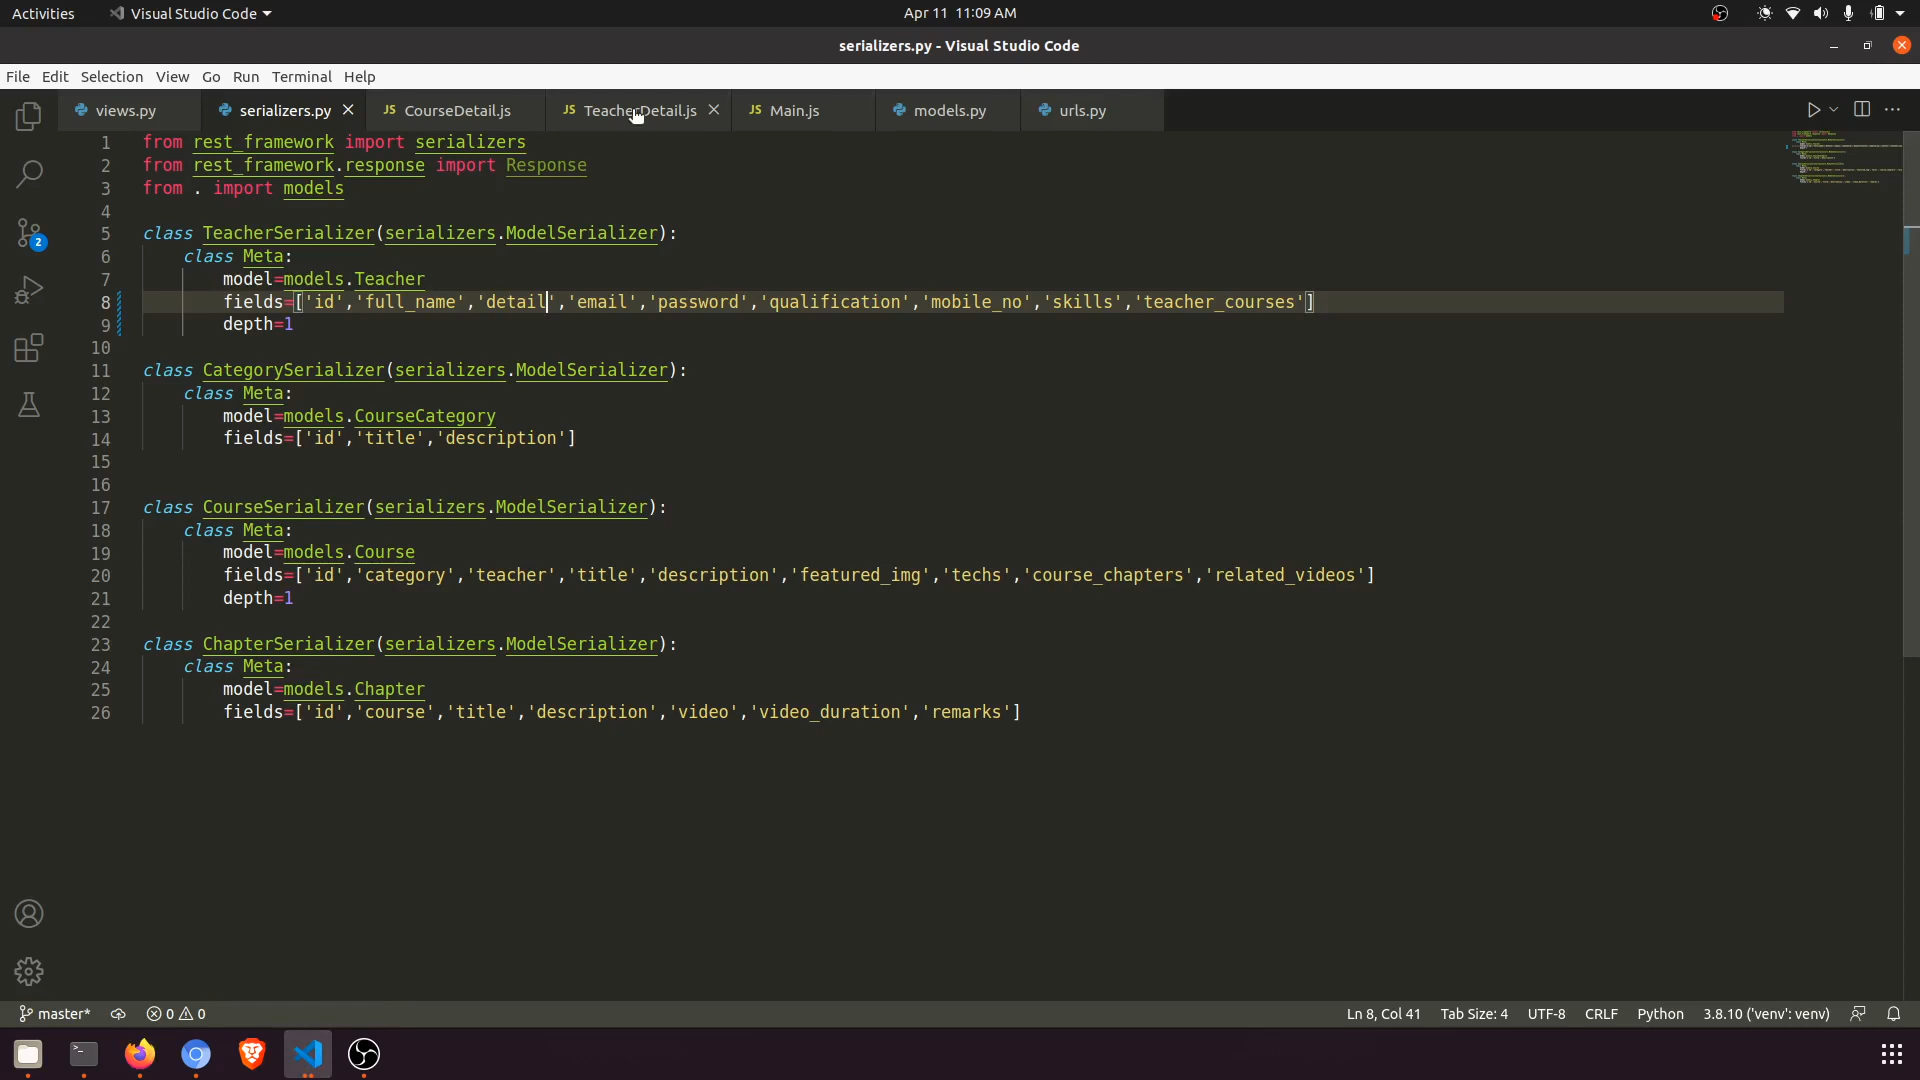 Activities
Visual Studio Code
Apr 11 11:09 AM
serializers.py - Visual Studio Code
File Edit Selection View Go Run Terminal Help
views.py
serializers.py
JS CourseDetail.js
JS TeacherDetail.js
JS Main.js
models.py
urls.py
1 from rest_framework import serializers
2 from rest_framework.response import Response
3 from . import models
4
5 class TeacherSerializer(serializers.ModelSerializer):
6 class Meta:
7 model=models.Teacher
8 fields=['id','full_name','detail','email','password','qualification','mobile_no','skills','teacher_courses']
9 depth=1
10
11 class CategorySerializer(serializers.ModelSerializer):
12 class Meta:
13 model=models.CourseCategory
14 fields=['id','title','description']
15
16
17 class CourseSerializer(serializers.ModelSerializer):
18 class Meta:
19 model=models.Course
20 fields=['id','category','teacher','title','description','featured_img','techs','course_chapters','related_videos']
21 depth=1
22
23 class ChapterSerializer(serializers.ModelSerializer):
24 class Meta:
25 model=models.Chapter
26 fields=['id','course','title','description','video','video_duration','remarks']
2
master* 0 0
Ln 8, Col 41 Tab Size: 4 UTF-8 CRLF Python 3.8.10 ('venv': venv)